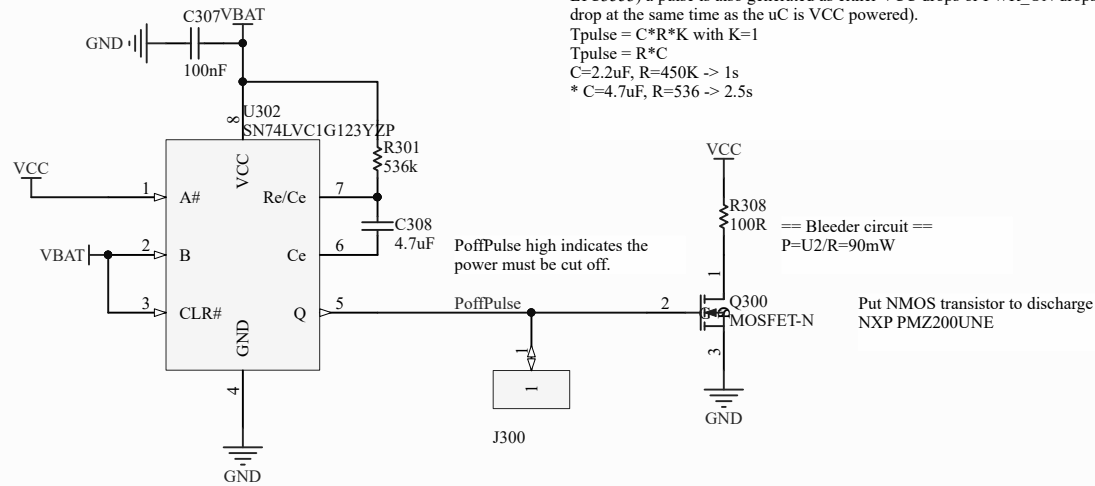 drop at the same time as the uC is VCC powered).
Tpulse = C*R*K with K=1
Tpulse = R*C
C=2.2uF, R=450K -> 1s
* C=4.7uF, R=536 -> 2.5s
C307
VBAT
GND
100nF
U302
SN74LVC1G123YZP
8
VCC
R301
536k
VCC
1
A#
Re/Ce
7
C308
4.7uF
VBAT
2
B
Ce
6
3
CLR#
Q
5
GND
4
GND
PoffPulse high indicates the
power must be cut off.
PoffPulse
1
1
J300
VCC
R308
100R
== Bleeder circuit ==
P=U2/R=90mW
1
2
Q300
MOSFET-N
3
GND
Put NMOS transistor to discharge
NXP PMZ200UNE